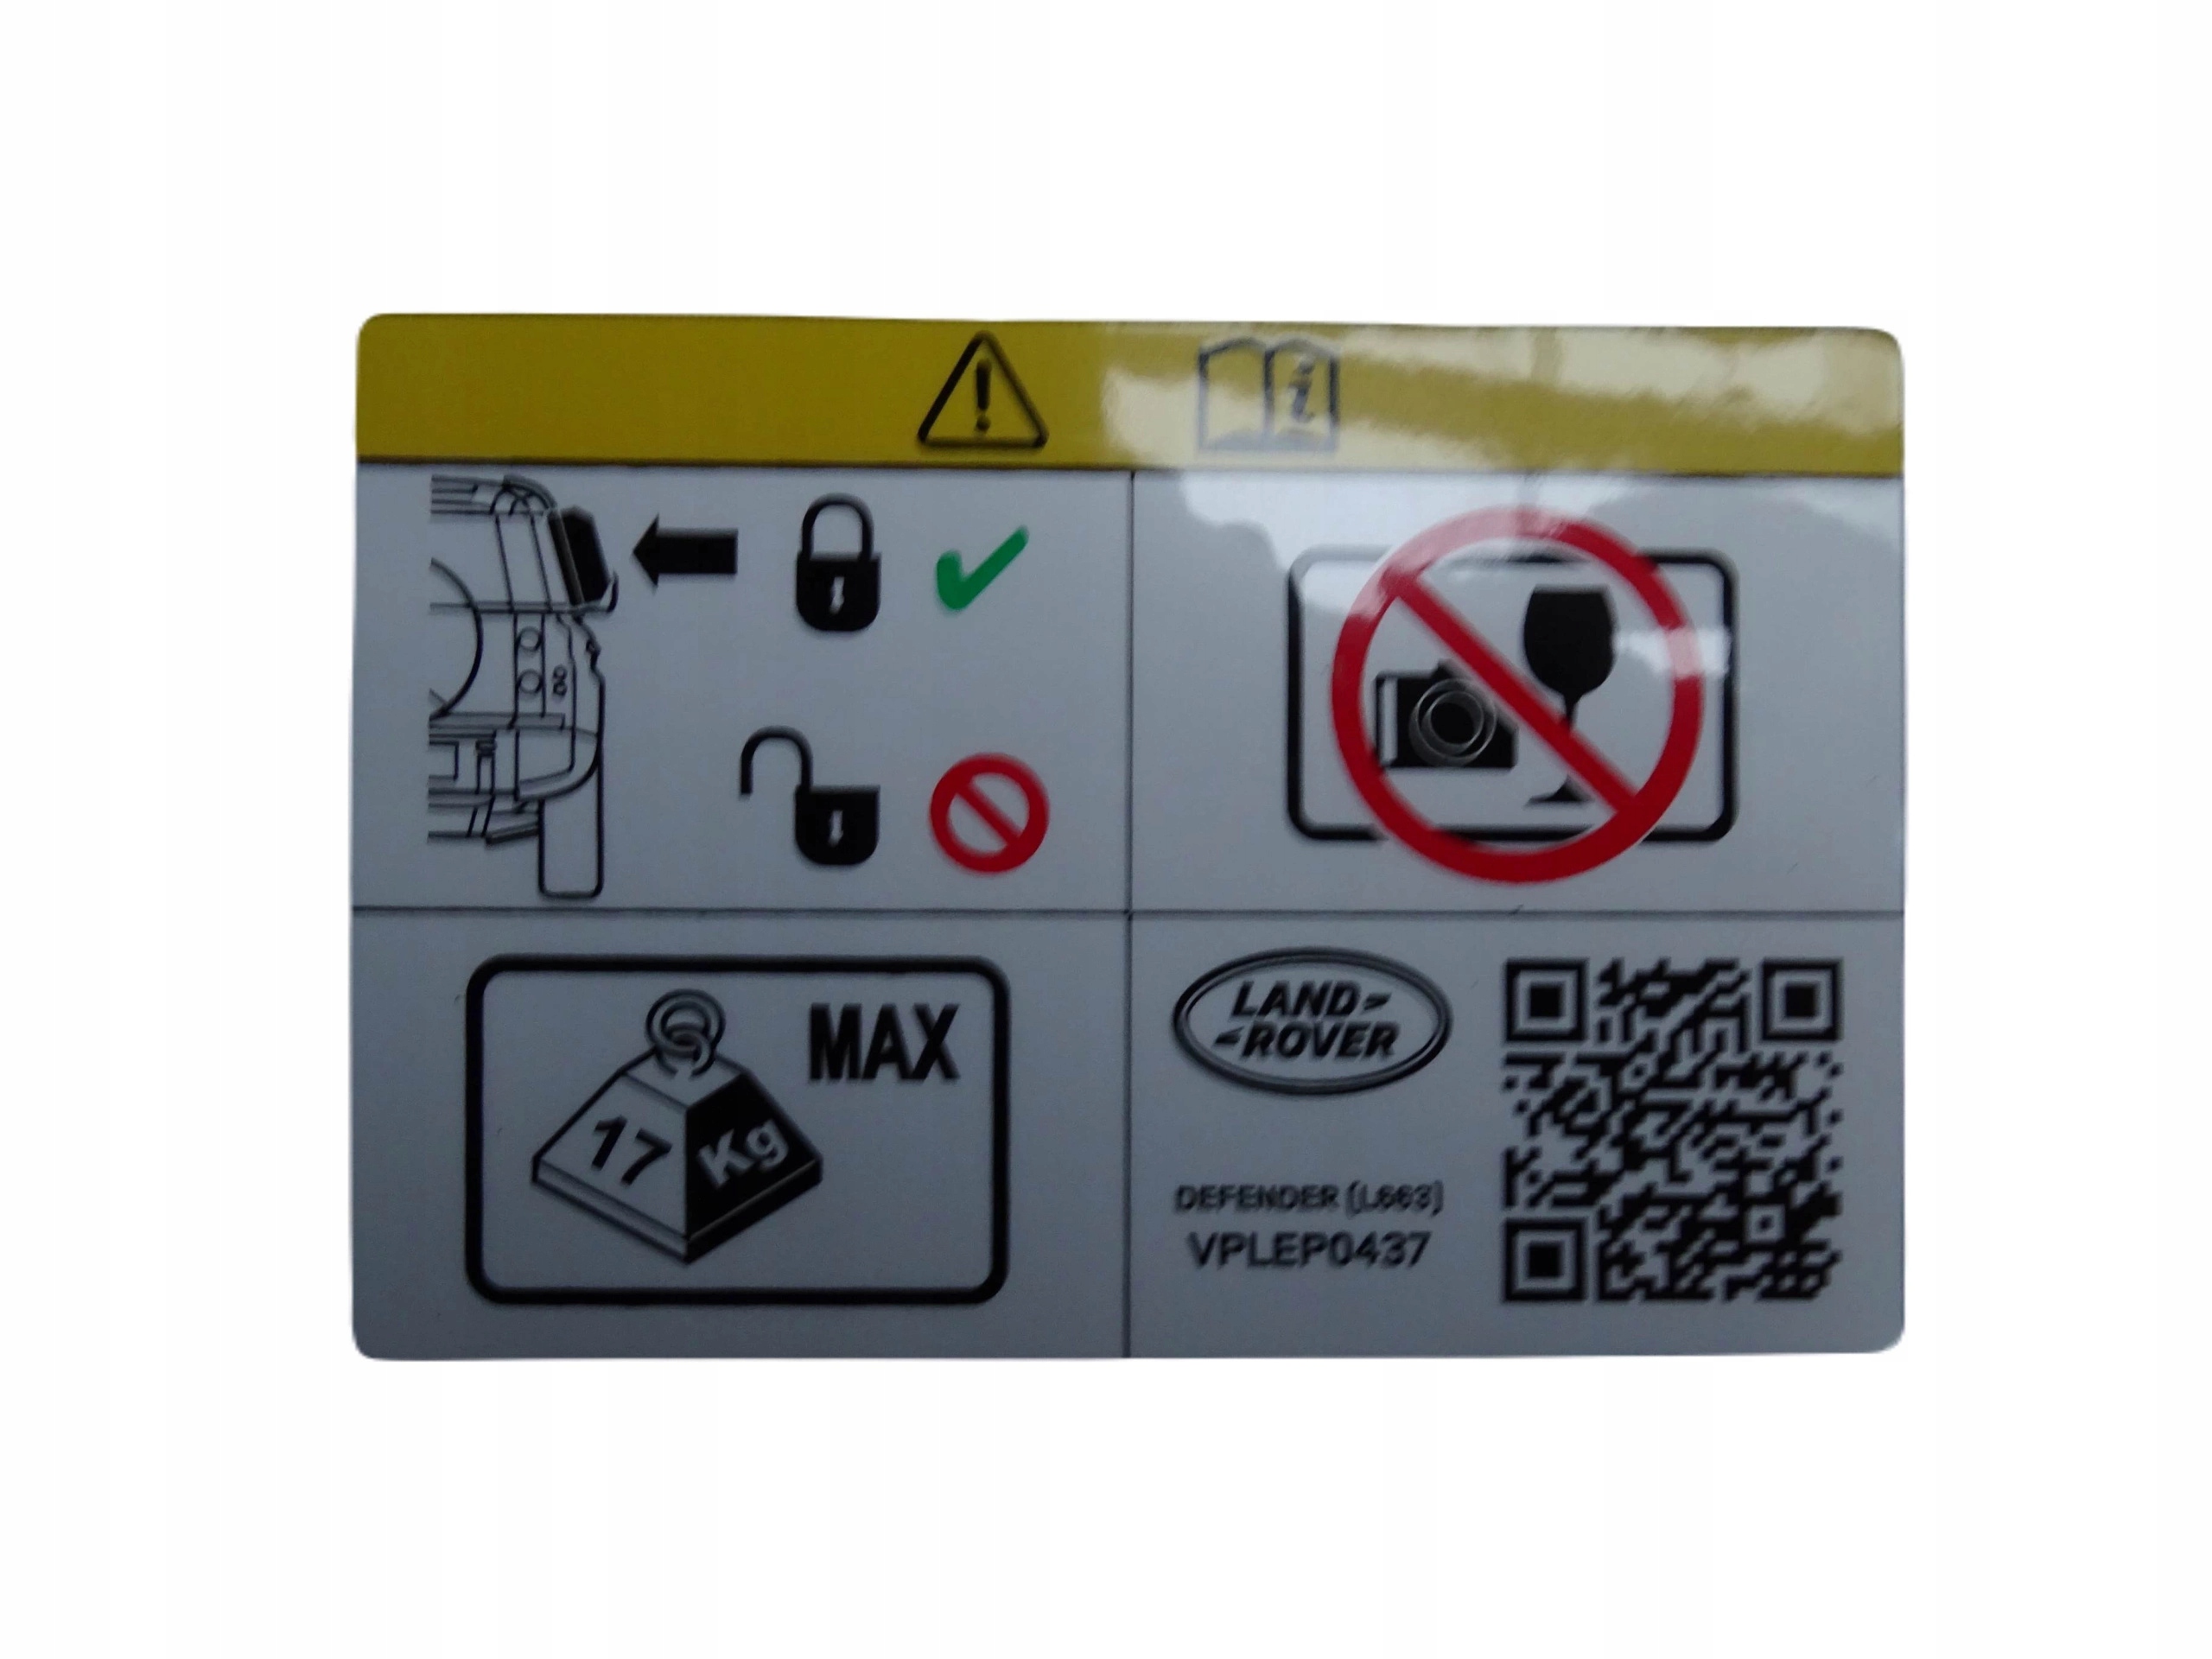 MAX
17 Kg
LAND
ROVER
DEFENDER (L663)
VPLEP0437